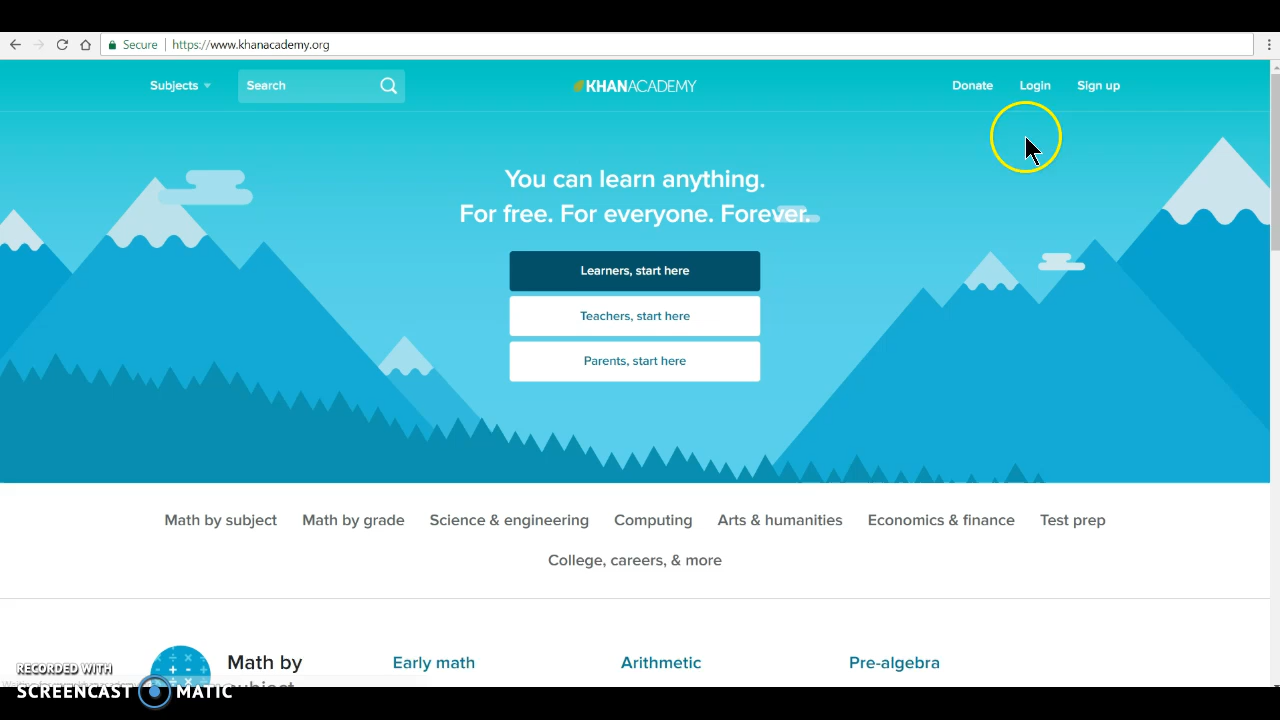 Secure https://www.khanacademy.org
Subjects Search KHANACADEMY Donate Login Sign up
You can learn anything.
For free. For everyone. Forever.
Learners, start here
Teachers, start here
Parents, start here
Math by subject Math by grade Science & engineering Computing Arts & humanities Economics & finance Test prep
College, careers, & more
Math by Early math Arithmetic Pre-algebra
subject
RECORDED WITH
SCREENCAST MATIC